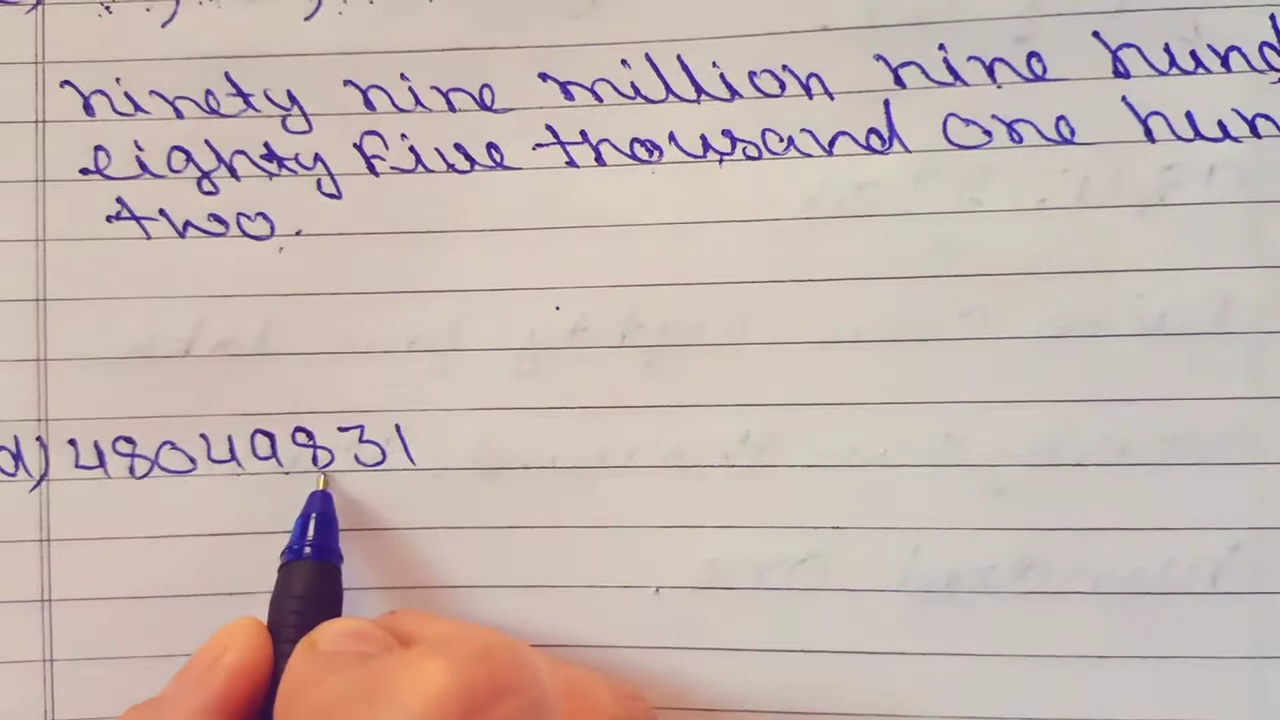 ninety nine million nine hund
eighty five thousand one hun
two.
d) 48049831